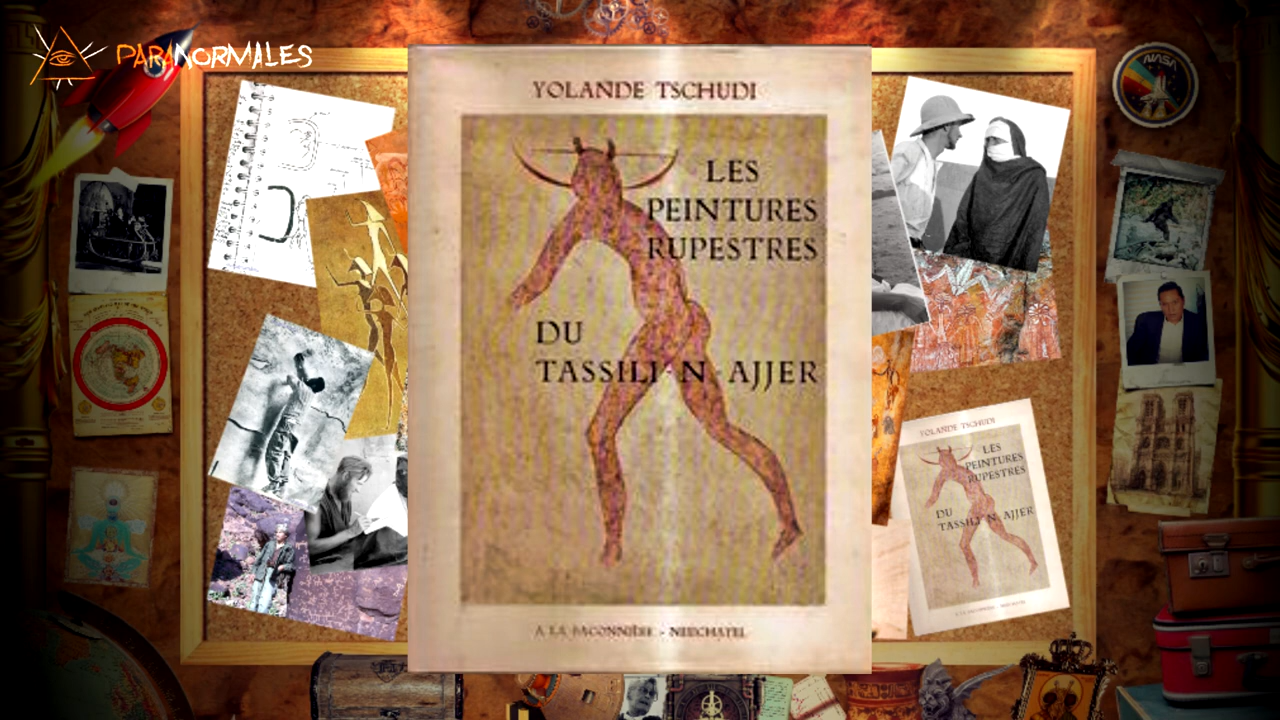 PARANORMALES
YOLANDE TSCHUDI
LES
PEINTURES
RUPESTRES
DU
TASSILI-N-AJJER
A LA BACONNIÈRE - NEUCHATEL
NASA
YOLANDE TSCHUDI
LES
PEINTURES
RUPESTRES
DU
TASSILI-N-AJJER